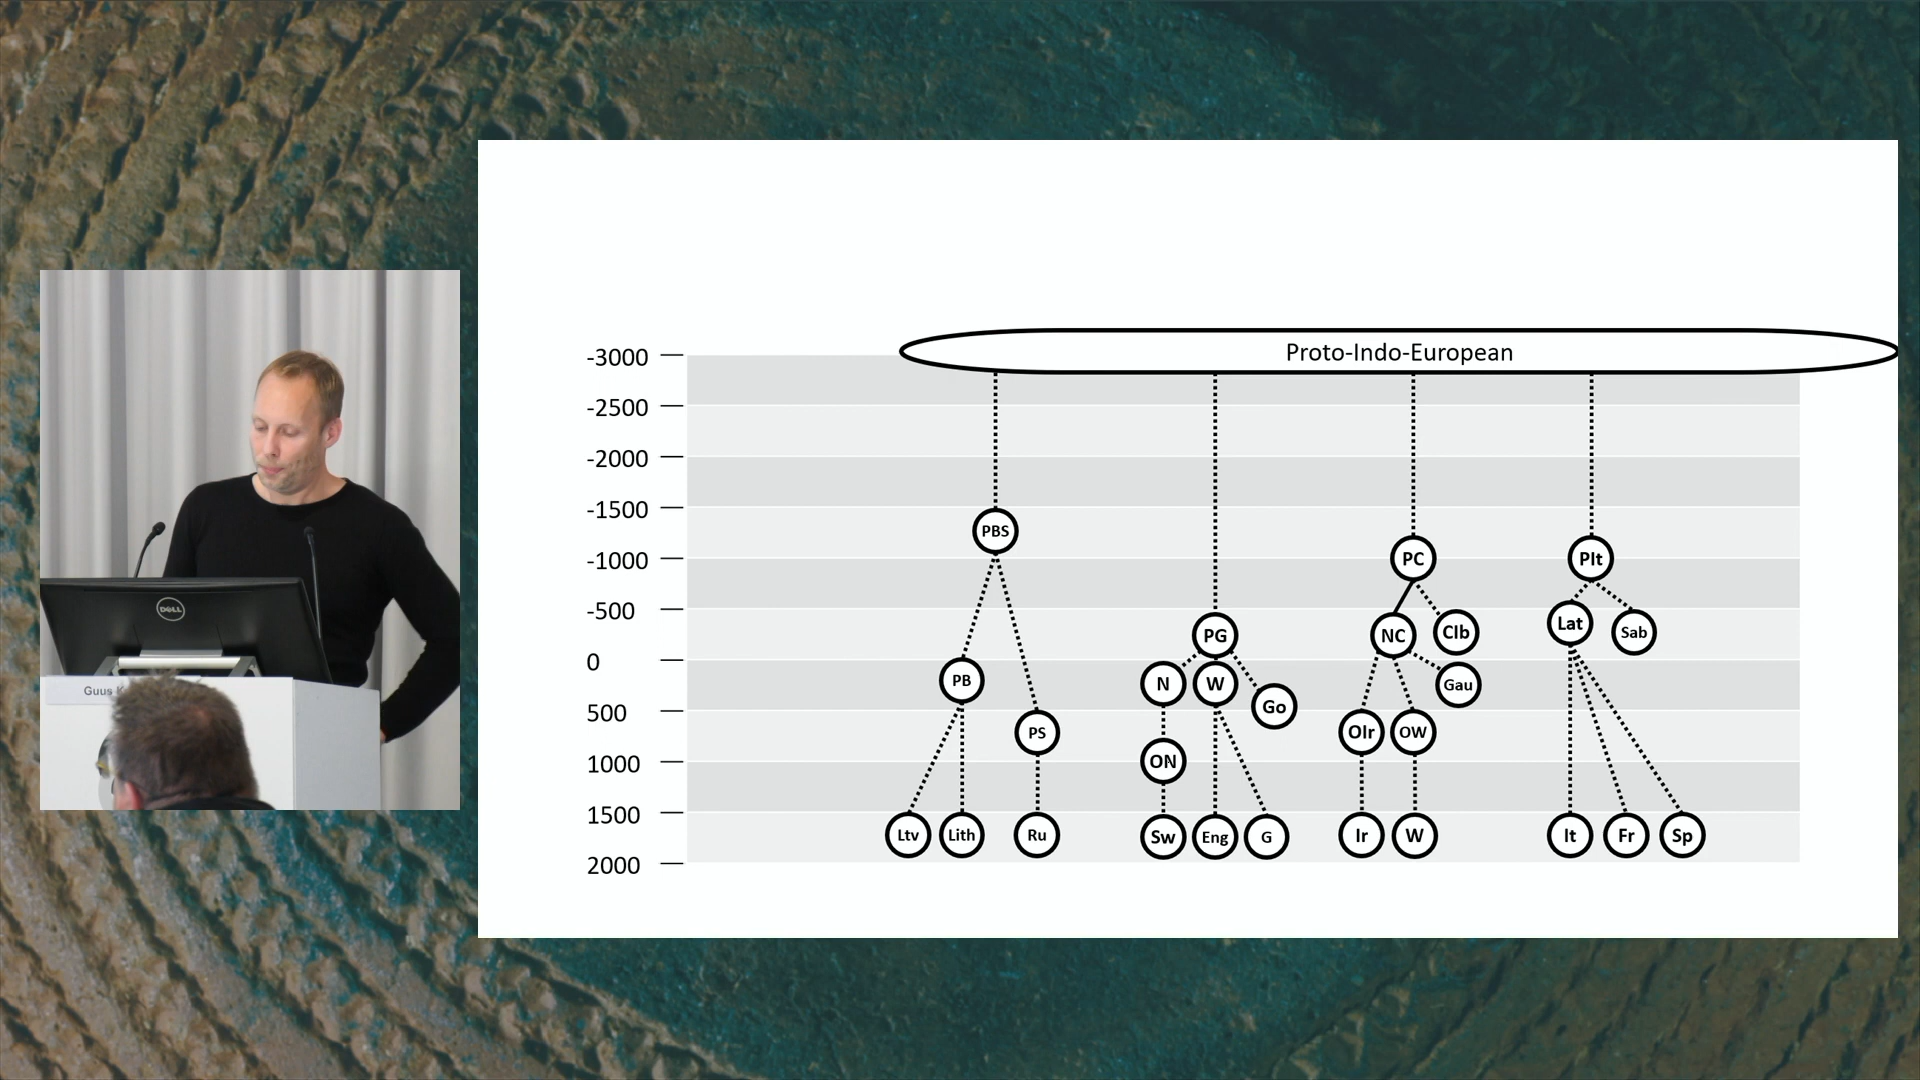 Proto-Indo-European
-3000
-2500
-2000
-1500
PBS
-1000
PC
PIt
-500
Lat
PG
NC
Clb
Sab
0
PB
N
W
Gau
Go
500
PS
OIr
OW
1000
ON
1500
Ltv
Lith
Ru
Sw
Eng
G
Ir
W
It
Fr
Sp
2000
DELL
Guus